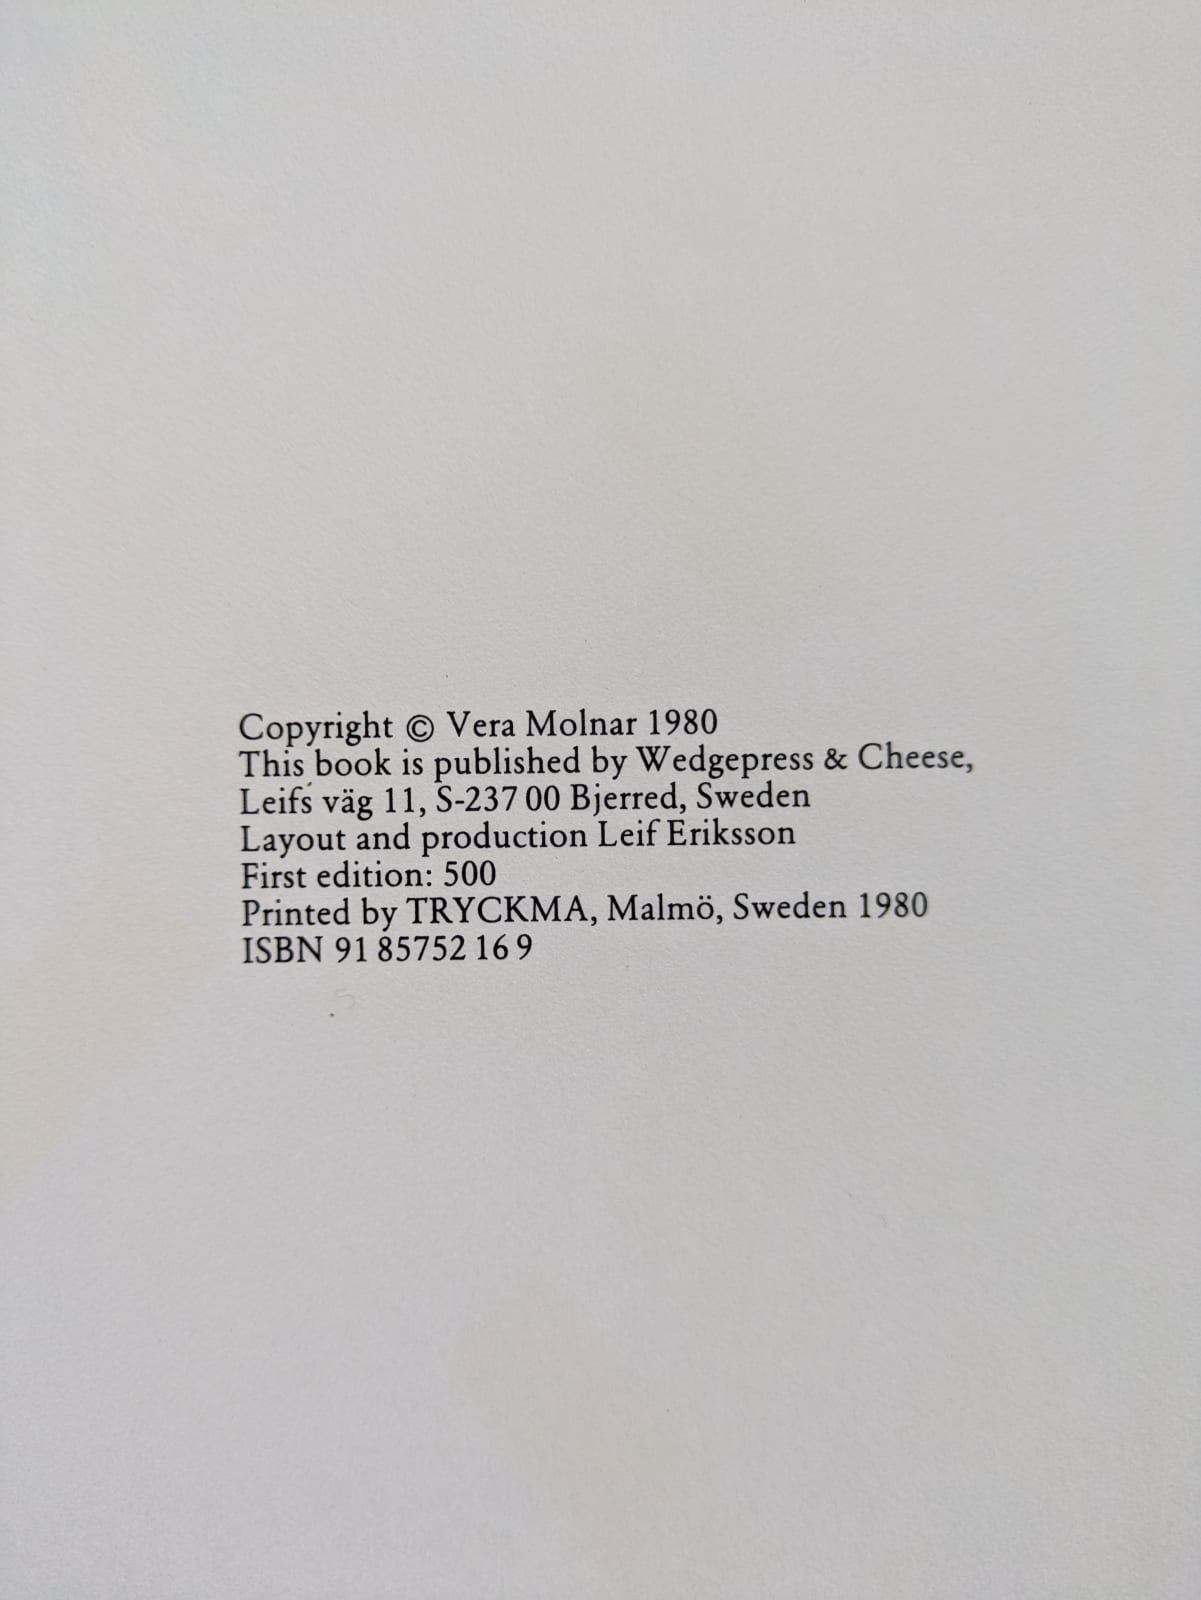 Copyright © Vera Molnar 1980
This book is published by Wedgepress & Cheese,
Leif's väg 11, S-237 00 Bjerred, Sweden
Layout and production Leif Eriksson
First edition: 500
Printed by TRYCKMA, Malmö, Sweden 1980
ISBN 91 85752 16 9